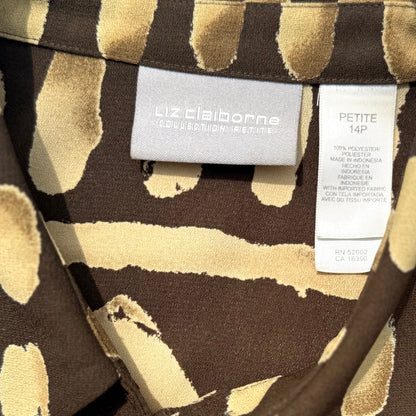 Liz claiborne
COLLECTION PETITE
PETITE
14P
100% POLYESTER/
POLYESTER
MADE IN INDONESIA
HECHO EN
INDONESIA
FABRIQUE EN
INDONESIE
WITH IMPORTED FABRIC
CON TELA IMPORTADA
AVEC DU TISSU IMPORTE
RN 52002
CA 16356